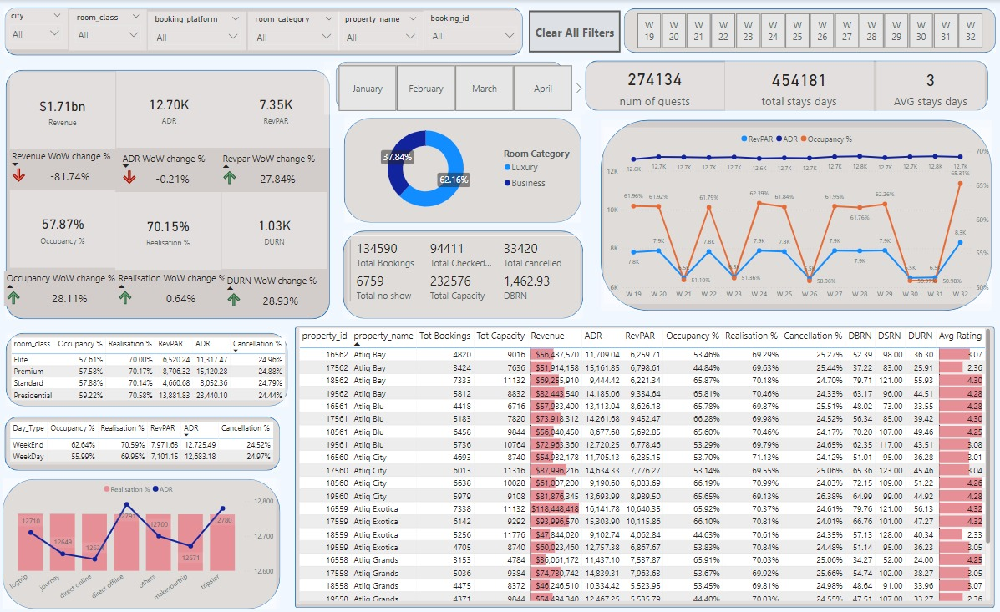 city room_class booking_platform room_category property_name booking_id
All All All All All All
Clear All Filters
W 19 W 20 W 21 W 22 W 23 W 24 W 25 W 26 W 27 W 28 W 29 W 30 W 31 W 32
$1.71bn 12.70K 7.35K
Revenue ADR RevPAR
Revenue WoW change % ADR WoW change % Revpar WoW change %
-81.74% -0.21% 27.84%
57.87% 70.15% 1.03K
Occupancy % Realisation % DURN
Occupancy WoW change % Realisation WoW change % DURN WoW change %
28.11% 0.64% 28.93%
January February March April
37.84%
62.16%
Room Category
Luxury
Business
134590 94411 33420
Total Bookings Total Checked... Total cancelled
6759 232576 1,462.93
Total no show Total Capacity DBRN
274134 454181 3
num of guests total stays days AVG stays days
RevPAR ADR Occupancy %
70%
12K 12.6K 12.7K 12.7K 12.7K 12.7K 12.6K 12.7K 12.7K 12.7K 12.7K 12.7K 12.7K 12.7K 12.7K
65.31%
65%
61.96% 61.92% 61.79% 62.39% 61.84% 61.95% 61.76% 62.26%
10K
60%
8K 7.8K 7.9K 7.8K 7.9K 7.8K 7.9K 7.9K 7.9K 8.3K
55%
6.5K 51.10% 6.5K 51.36% 6.5K 50.96% 6.5K 6.5K 50.98%
6K 50%
W 19 W 20 W 21 W 22 W 23 W 24 W 25 W 26 W 27 W 28 W 29 W 30 W 31 W 32
room_class Occupancy % Realisation % RevPAR ADR Cancellation %
Elite 57.61% 70.00% 6,520.24 11,317.47 24.96%
Premium 57.58% 70.17% 8,706.32 15,120.28 24.88%
Standard 57.88% 70.14% 4,660.68 8,052.36 24.79%
Presidential 59.22% 70.58% 13,881.83 23,440.10 24.44%
Day_Type Occupancy % Realisation % RevPAR ADR Cancellation %
WeekEnd 62.64% 70.59% 7,971.63 12,725.49 24.52%
WeekDay 55.99% 69.95% 7,101.15 12,683.18 24.97%
Realisation % ADR
12,800
12710 12649 12791 12700 12671 12780
12,700
12,600
logtrip journey direct online direct offline others makeyourtrip tripster
property_id property_name Tot Bookings Tot Capacity Revenue ADR RevPAR Occupancy % Realisation % Cancellation % DBRN DSRN DURN Avg Rating
16562 Atliq Bay 4820 9016 $56,437,570 11,709.04 6,259.71 53.46% 69.29% 25.27% 52.39 98.00 36.30 3.07
17562 Atliq Bay 3424 7636 $51,914,158 15,161.85 6,798.61 44.84% 69.63% 25.44% 37.22 83.00 25.91 2.36
18562 Atliq Bay 7333 11132 $69,255,910 9,444.42 6,221.34 65.87% 70.18% 24.70% 79.71 121.00 55.93 4.30
19562 Atliq Bay 5812 8832 $82,443,540 14,185.06 9,334.64 65.81% 70.46% 24.33% 63.17 96.00 44.51 4.28
16561 Atliq Blu 4418 6716 $57,933,400 13,113.04 8,626.18 65.78% 69.87% 25.51% 48.02 73.00 33.55 4.28
17561 Atliq Blu 5183 7820 $73,918,312 14,261.68 9,452.47 66.28% 69.98% 24.52% 56.34 85.00 39.42 4.30
18561 Atliq Blu 6458 9844 $56,040,450 8,677.68 5,692.85 65.60% 70.46% 24.17% 70.20 107.00 49.46 4.25
19561 Atliq Blu 5736 10764 $72,963,360 12,720.25 6,778.46 53.29% 69.30% 24.65% 62.35 117.00 43.51 3.08
16560 Atliq City 4693 8740 $54,932,178 11,705.13 6,285.15 53.70% 71.13% 24.12% 51.01 95.00 36.28 3.01
17560 Atliq City 6013 11316 $87,996,216 14,634.33 7,776.27 53.14% 69.55% 25.06% 65.36 123.00 45.46 3.04
18560 Atliq City 6638 10028 $61,007,200 9,190.60 6,083.69 66.19% 70.99% 24.03% 72.15 109.00 51.22 4.26
19560 Atliq City 5979 9108 $81,876,345 13,693.99 8,989.50 65.65% 69.13% 26.38% 64.99 99.00 44.92 4.28
16559 Atliq Exotica 7338 11132 $118,448,418 16,141.78 10,640.35 65.92% 70.37% 24.61% 79.76 121.00 56.13 4.32
17559 Atliq Exotica 6142 9292 $93,996,570 15,303.90 10,115.86 66.10% 70.81% 24.01% 66.76 101.00 47.27 4.32
18559 Atliq Exotica 5256 11776 $47,844,020 9,102.74 4,062.84 44.63% 70.61% 24.35% 57.13 128.00 40.34 2.33
19559 Atliq Exotica 4705 8740 $60,023,460 12,757.38 6,867.67 53.83% 70.84% 24.48% 51.14 95.00 36.23 3.05
16558 Atliq Grands 3153 4784 $36,061,172 11,437.10 7,537.87 65.91% 70.03% 25.06% 34.27 52.00 24.00 4.25
17558 Atliq Grands 5036 9384 $74,730,742 14,839.31 7,963.63 53.67% 69.92% 25.66% 54.74 102.00 38.27 3.05
18558 Atliq Grands 4475 8372 $46,246,510 10,334.42 5,523.95 53.45% 69.81% 24.98% 48.64 91.00 33.96 3.07
19558 Atliq Grands 4371 9844 $54,494,340 12,467.25 5,535.79 44.40% 70.03% 24.55% 47.51 107.00 33.27 2.36